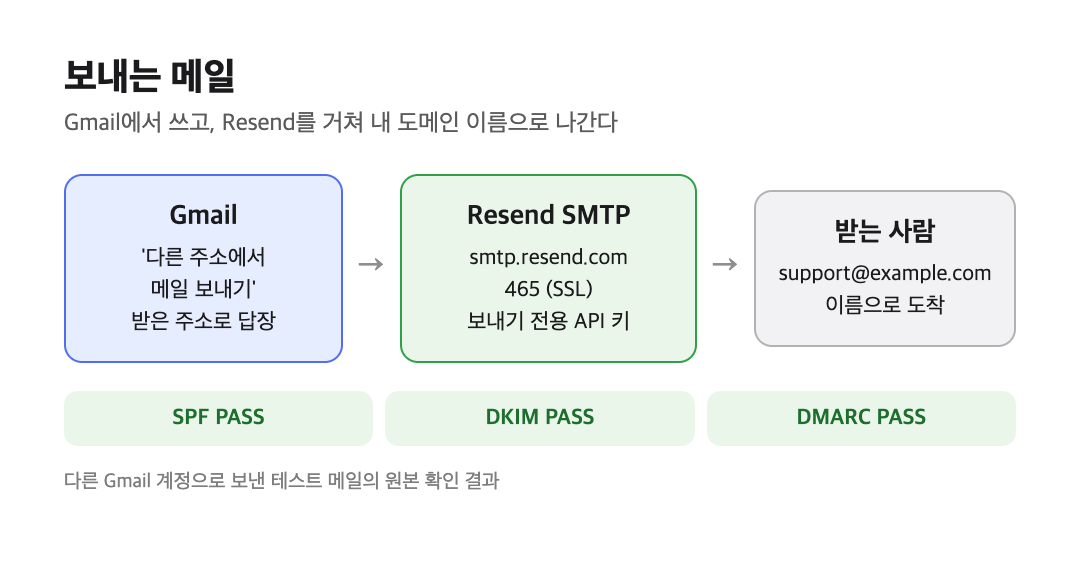 보내는 메일
Gmail에서 쓰고, Resend를 거쳐 내 도메인 이름으로 나간다
Gmail
'다른 주소에서
메일 보내기'
받은 주소로 답장
→
Resend SMTP
smtp.resend.com
465 (SSL)
보내기 전용 API 키
→
받는 사람
support@example.com
이름으로 도착
SPF PASS
DKIM PASS
DMARC PASS
다른 Gmail 계정으로 보낸 테스트 메일의 원본 확인 결과